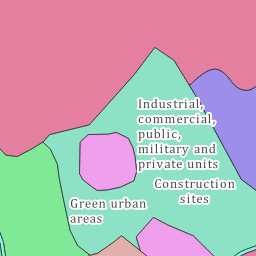 Industrial,
commercial,
public,
military and
private units
Construction
sites
Green urban
areas